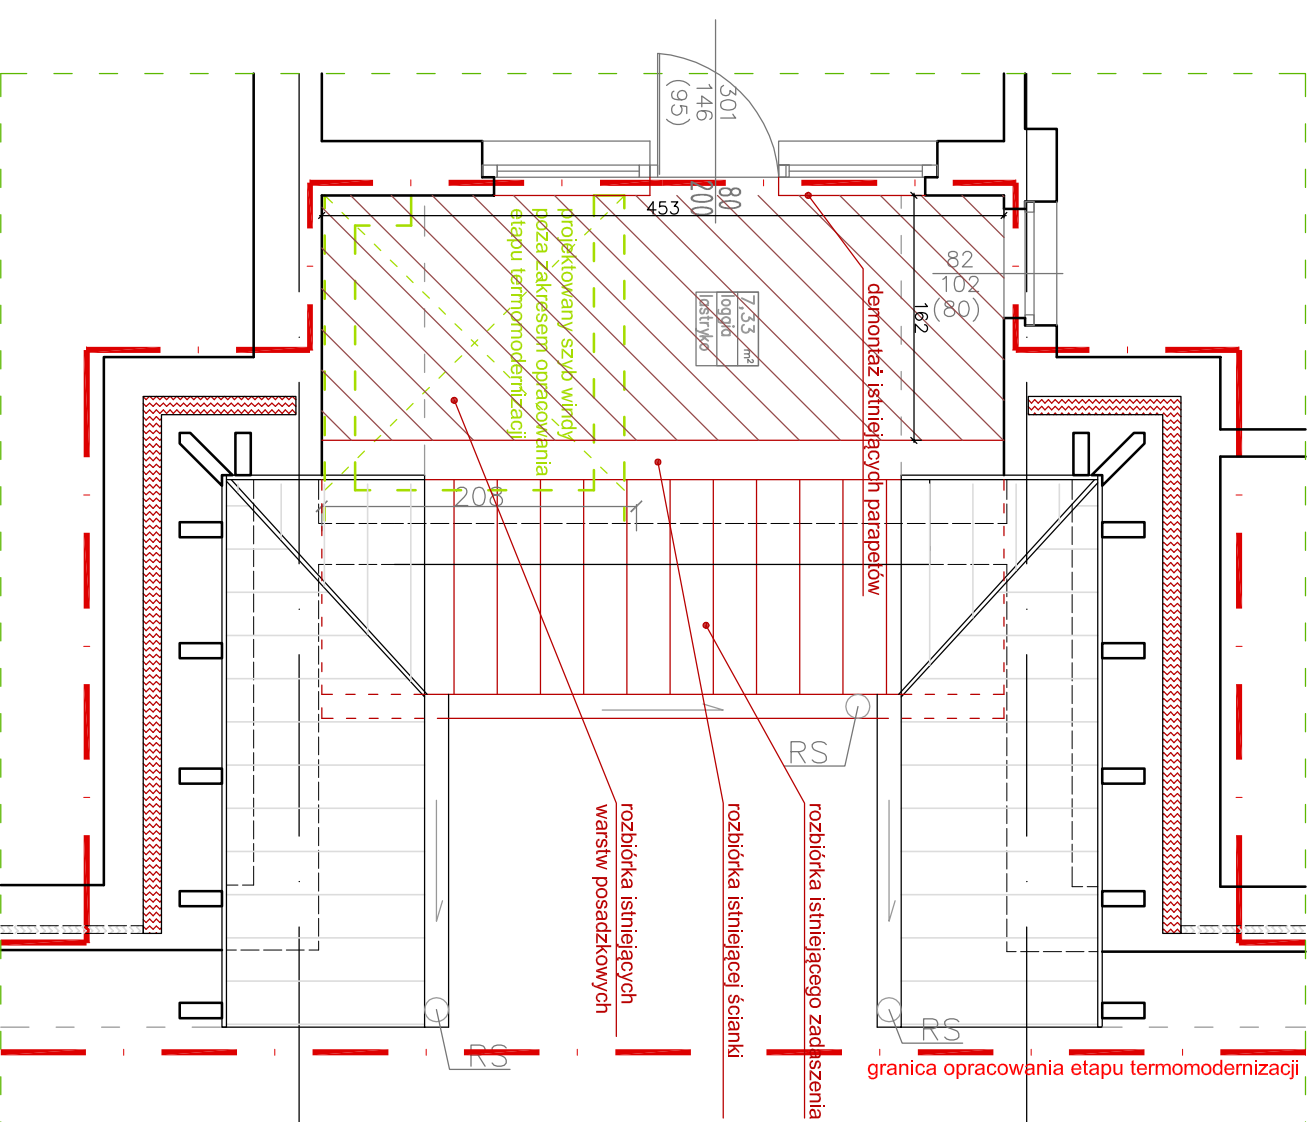 301
146
(95)
80
200
453
projektowany szyb windy
poza zakresem opracowania
etapu termomodernizacji
7,33 m²
loggia
lastryko
162
82
102
(80)
demontaż istniejących parapetów
208
RS
rozbiórka istniejących
warstw posadzkowych
rozbiórka istniejącej ścianki
rozbiórka istniejącego zadaszenia
RS
RS
granica opracowania etapu termomodernizacji